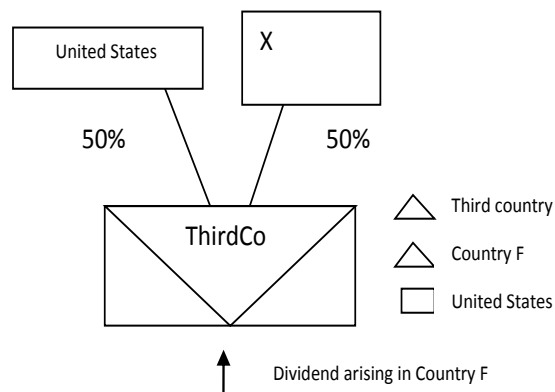 United States
X
50%
50%
ThirdCo
Third country
Country F
United States
Dividend arising in Country F